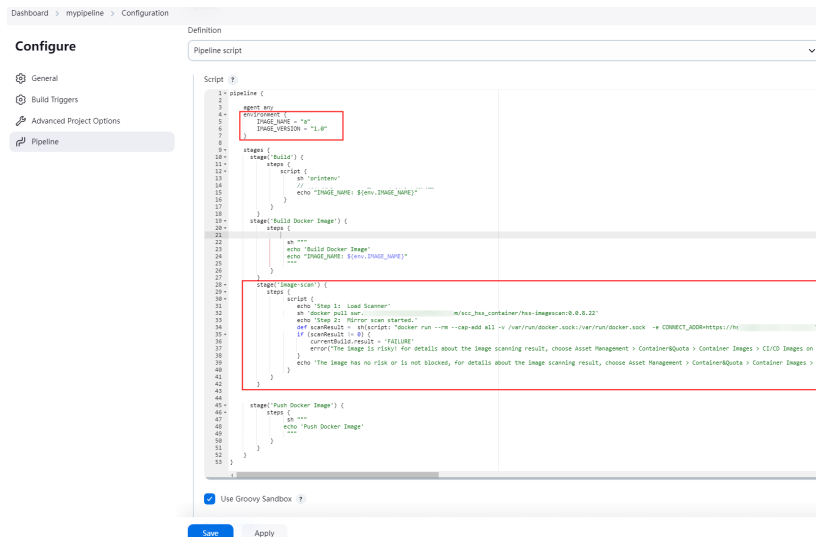 Dashboard > mypipeline > Configuration
Configure
General
Build Triggers
Advanced Project Options
Pipeline
Definition
Pipeline script
Script ?
1 pipeline {
2
3 agent any
4 environment {
5 IMAGE_NAME = "a"
6 IMAGE_VERSION = "1.0"
7 }
8
9 stages {
10 stage('Build') {
11 steps {
12 script {
13 sh 'printenv'
14 //
15 echo "IMAGE_NAME: ${env.IMAGE_NAME}"
16 }
17 }
18 }
19 stage('Build Docker Image') {
20 steps {
21
22 sh """
23 echo 'Build Docker Image'
24 echo "IMAGE_NAME: ${env.IMAGE_NAME}"
25 """
26 }
27 }
28 stage('image-scan') {
29 steps {
30 script {
31 echo 'Step 1: Load Scanner'
32 sh 'docker pull swr. m/scc_hss_container/hss-imagescan:0.0.8.22'
33 echo 'Step 2: Mirror scan started.'
34 def scanResult = sh(script: "docker run --rm --cap-add all -v /var/run/docker.sock:/var/run/docker.sock -e CONNECT_ADDR=https://hs
35 if (scanResult != 0) {
36 currentBuild.result = 'FAILURE'
37 error("The image is risky! for details about the image scanning result, choose Asset Management > Container&Quota > Container Images > CI/CD Images on
38 }
39 echo 'The image has no risk or is not blocked, for details about the image scanning result, choose Asset Management > Container&Quota > Container Images >
40 }
41 }
42 }
43
44
45 stage('Push Docker Image') {
46 steps {
47 sh """
48 echo 'Push Docker Image'
49 """
50 }
51 }
52 }
53 }
Use Groovy Sandbox ?
Save Apply